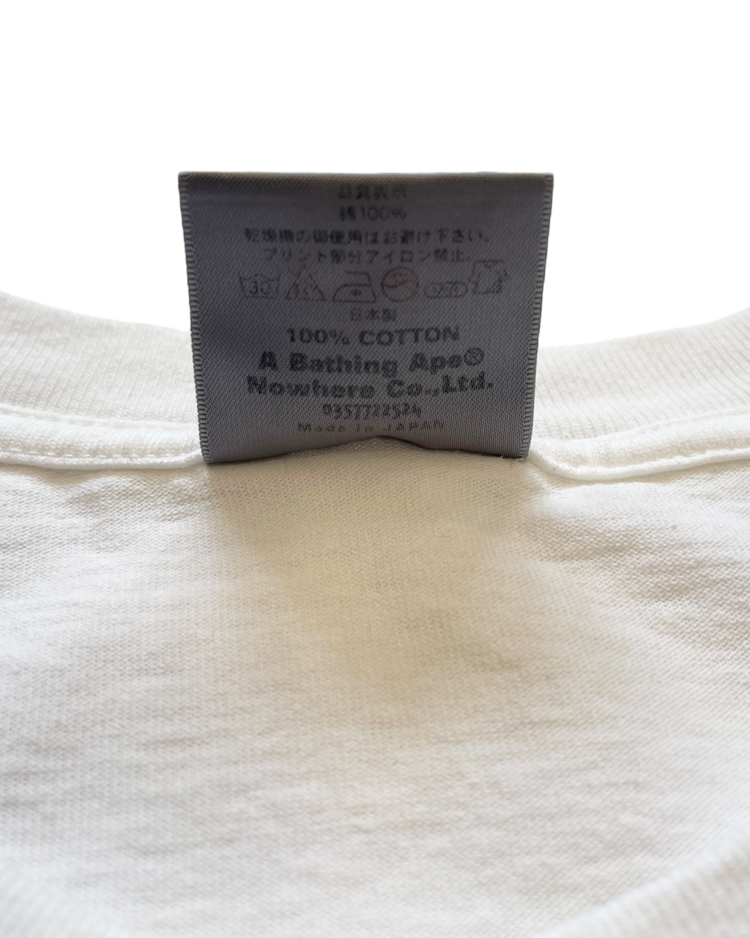 品質表示
綿100%
乾燥機の御使用はお避け下さい。
プリント部分アイロン禁止。
30
日本製
100% COTTON
A Bathing Ape®
Nowhere Co.,Ltd.
0357722524
Made in JAPAN